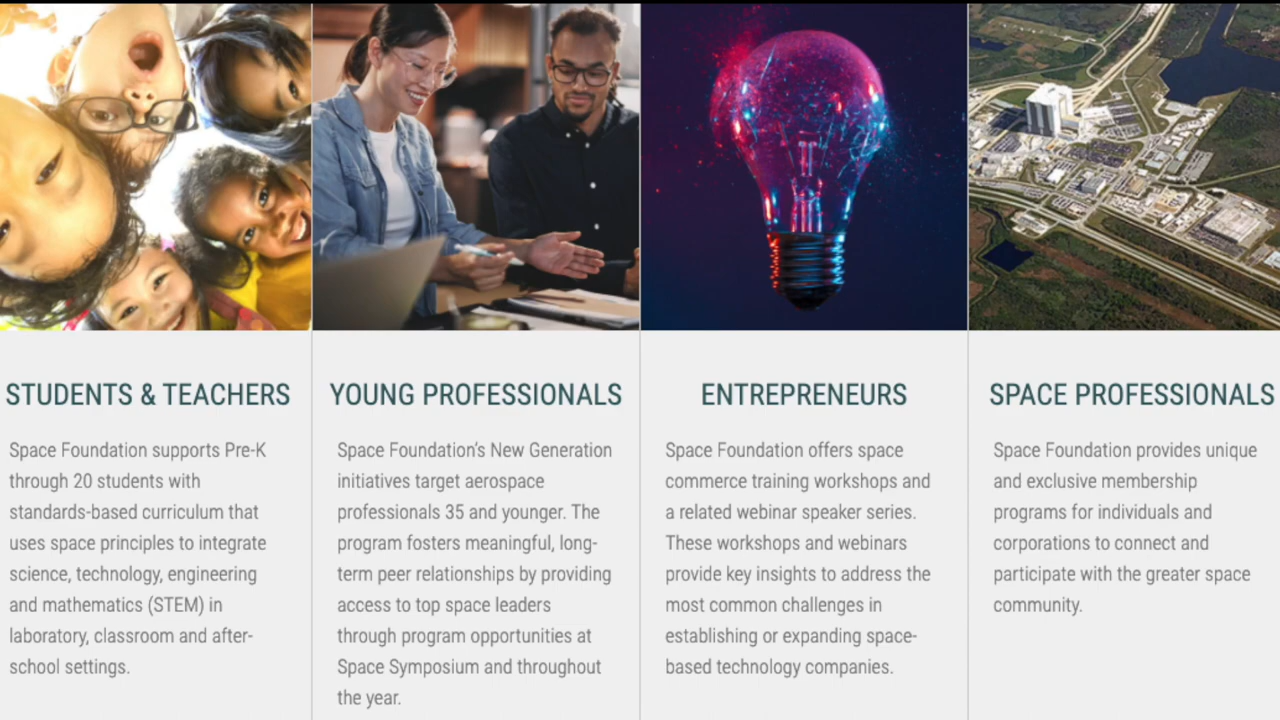 STUDENTS & TEACHERS
Space Foundation supports Pre-K
through 20 students with
standards-based curriculum that
uses space principles to integrate
science, technology, engineering
and mathematics (STEM) in
laboratory, classroom and after-
school settings.
YOUNG PROFESSIONALS
Space Foundation's New Generation
initiatives target aerospace
professionals 35 and younger. The
program fosters meaningful, long-
term peer relationships by providing
access to top space leaders
through program opportunities at
Space Symposium and throughout
the year.
ENTREPRENEURS
Space Foundation offers space
commerce training workshops and
a related webinar speaker series.
These workshops and webinars
provide key insights to address the
most common challenges in
establishing or expanding space-
based technology companies.
SPACE PROFESSIONALS
Space Foundation provides unique
and exclusive membership
programs for individuals and
corporations to connect and
participate with the greater space
community.